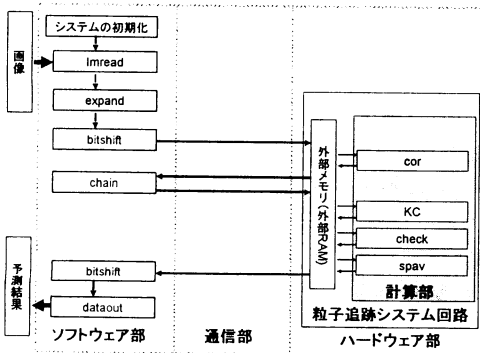 システムの初期化
画像
Imread
expand
bitshift
chain
外部メモリ(外部RAM)
cor
KC
check
spav
計算部
粒子追跡システム回路
予測結果
bitshift
dataout
ソフトウェア部
通信部
ハードウェア部